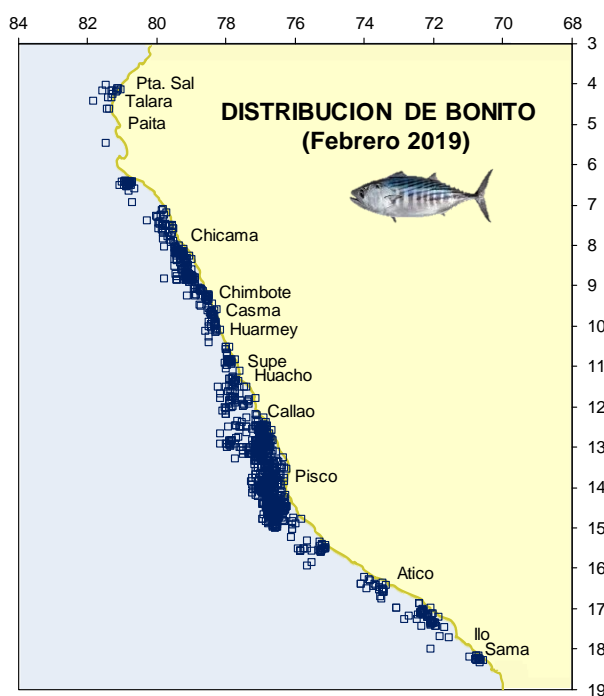 84 82 80 78 76 74 72 70 68
3
4
Pta. Sal
Talara
DISTRIBUCION DE BONITO
5
Paita
(Febrero 2019)
6
7
Chicama
8
9
Chimbote
Casma
10
Huarmey
Supe
11
Huacho
12
Callao
13
Pisco
14
15
16
Atico
17
Ilo
18
Sama
19